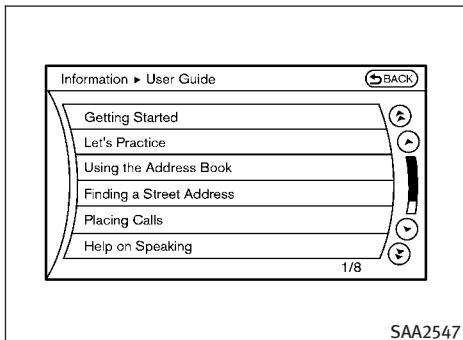 Information ► User Guide
BACK
Getting Started
Let's Practice
Using the Address Book
Finding a Street Address
Placing Calls
Help on Speaking
1/8
SAA2547